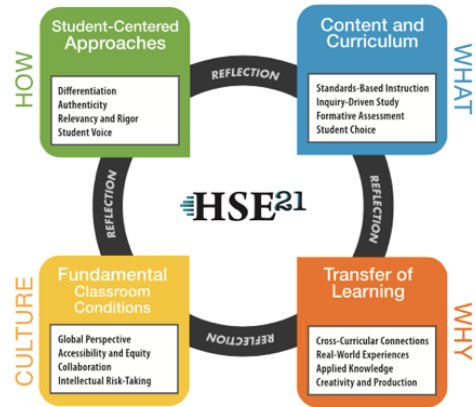 HOW
Student-Centered
Approaches
Differentiation
Authenticity
Relevancy and Rigor
Student Voice
REFLECTION
Content and
Curriculum
Standards-Based Instruction
Inquiry-Driven Study
Formative Assessment
Student Choice
WHAT
REFLECTION
HSE21
REFLECTION
CULTURE
Fundamental
Classroom
Conditions
Global Perspective
Accessibility and Equity
Collaboration
Intellectual Risk-Taking
REFLECTION
Transfer of
Learning
Cross-Curricular Connections
Real-World Experiences
Applied Knowledge
Creativity and Production
WHY